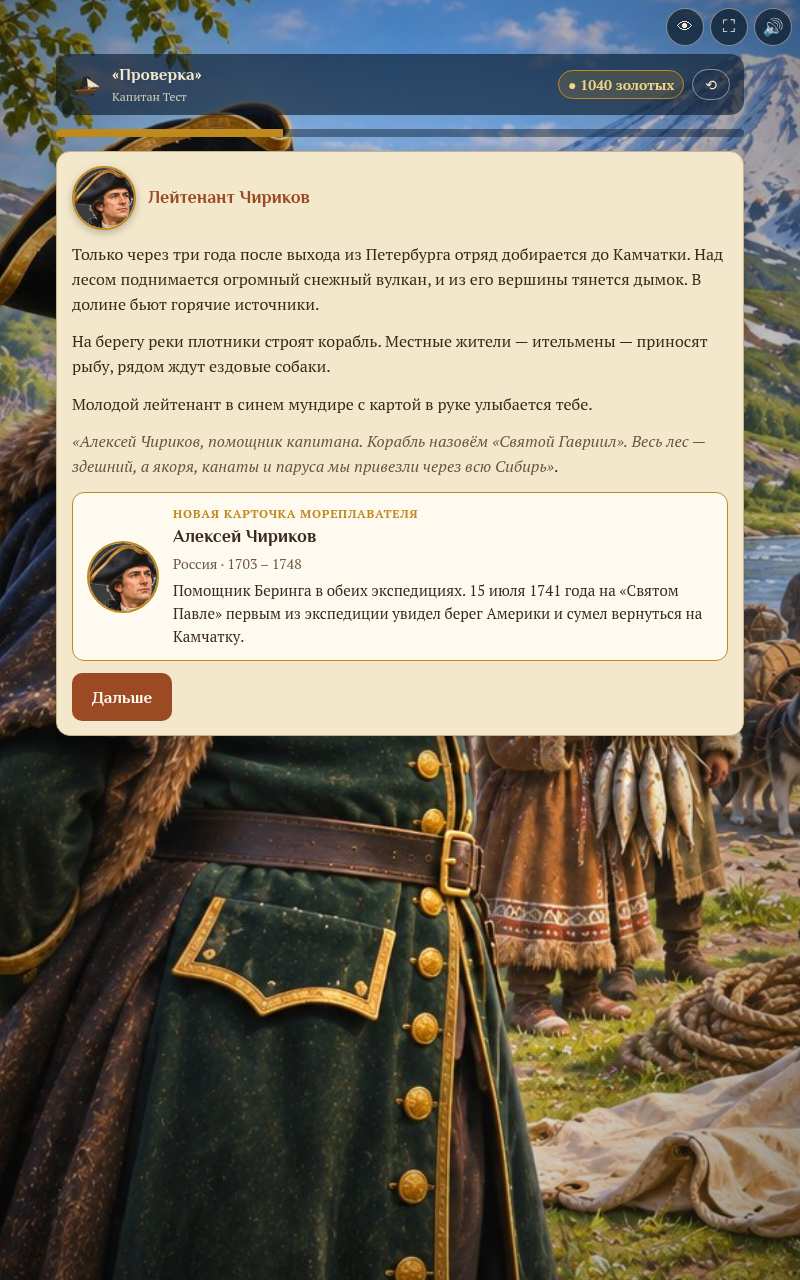 «Проверка»
Капитан Тест
● 1040 золотых
Лейтенант Чириков
Только через три года после выхода из Петербурга отряд добирается до Камчатки. Над
лесом поднимается огромный снежный вулкан, и из его вершины тянется дымок. В
долине бьют горячие источники.
На берегу реки плотники строят корабль. Местные жители — ительмены — приносят
рыбу, рядом ждут ездовые собаки.
Молодой лейтенант в синем мундире с картой в руке улыбается тебе.
«Алексей Чириков, помощник капитана. Корабль назовём «Святой Гавриил». Весь лес —
здешний, а якоря, канаты и паруса мы привезли через всю Сибирь».
НОВАЯ КАРТОЧКА МОРЕПЛАВАТЕЛЯ
Алексей Чириков
Россия · 1703 – 1748
Помощник Беринга в обеих экспедициях. 15 июля 1741 года на «Святом
Павле» первым из экспедиции увидел берег Америки и сумел вернуться на
Камчатку.
Дальше